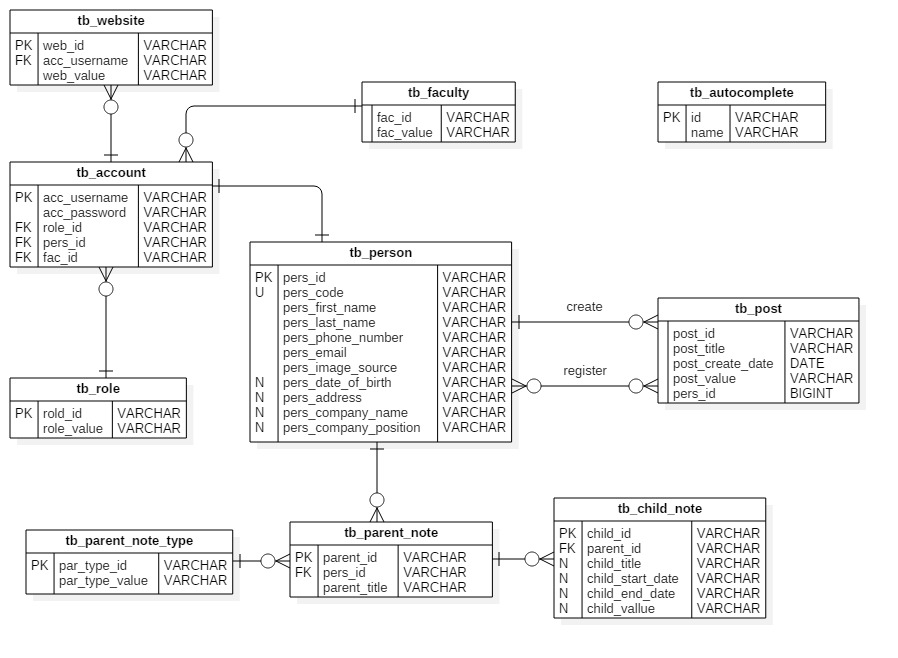 tb_website
PK web_id VARCHAR
FK acc_username VARCHAR
web_value VARCHAR
tb_faculty
fac_id VARCHAR
fac_value VARCHAR
tb_autocomplete
PK id VARCHAR
name VARCHAR
tb_account
PK acc_username VARCHAR
acc_password VARCHAR
FK role_id VARCHAR
FK pers_id VARCHAR
FK fac_id VARCHAR
tb_person
PK pers_id VARCHAR
U pers_code VARCHAR
pers_first_name VARCHAR
pers_last_name VARCHAR
pers_phone_number VARCHAR
pers_email VARCHAR
pers_image_source VARCHAR
N pers_date_of_birth VARCHAR
N pers_address VARCHAR
N pers_company_name VARCHAR
N pers_company_position VARCHAR
create
register
tb_post
post_id VARCHAR
post_title VARCHAR
post_create_date DATE
post_value VARCHAR
pers_id BIGINT
tb_role
PK rold_id VARCHAR
role_value VARCHAR
tb_parent_note_type
PK par_type_id VARCHAR
par_type_value VARCHAR
tb_parent_note
PK parent_id VARCHAR
FK pers_id VARCHAR
parent_title VARCHAR
tb_child_note
PK child_id VARCHAR
FK parent_id VARCHAR
N child_title VARCHAR
N child_start_date VARCHAR
N child_end_date VARCHAR
N child_vallue VARCHAR